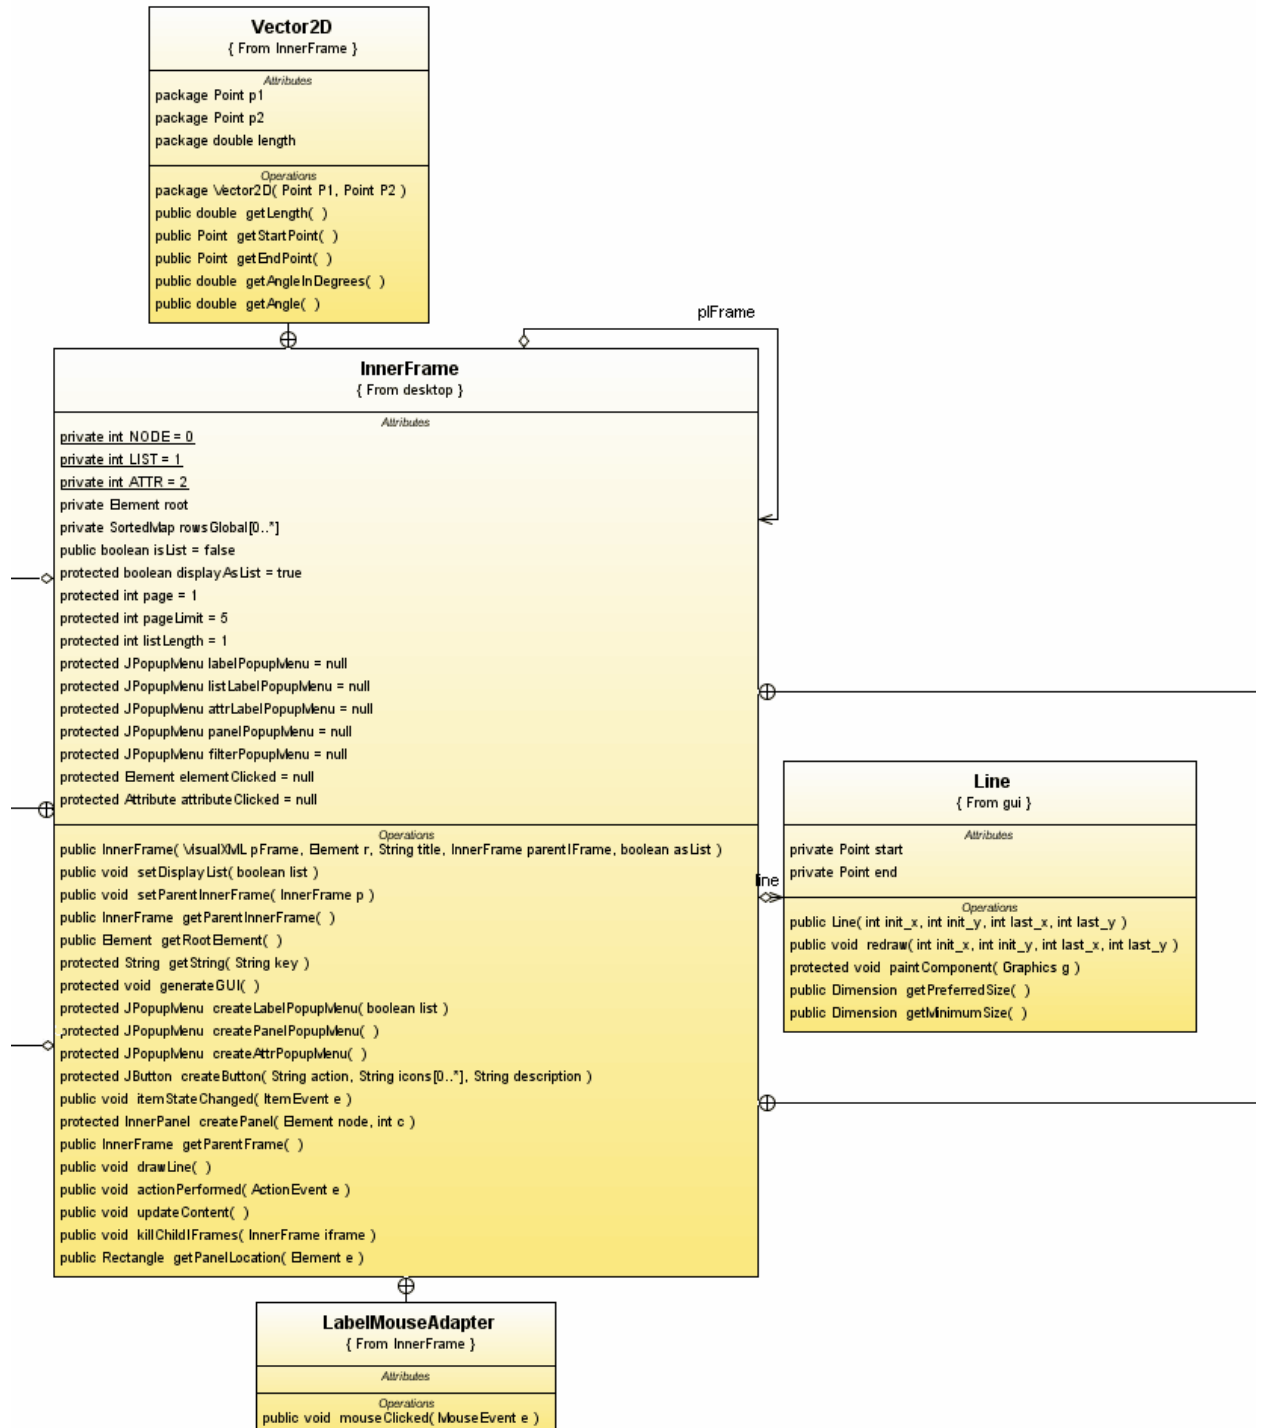 Vector2D
{ From InnerFrame }
Attributes
package Point p1
package Point p2
package double length
Operations
package Vector2D( Point P1, Point P2 )
public double getLength( )
public Point getStartPoint( )
public Point getEndPoint( )
public double getAngleInDegrees( )
public double getAngle( )
pIFrame
InnerFrame
{ From desktop }
Attributes
private int NODE = 0
private int LIST = 1
private int ATTR = 2
private Element root
private SortedMap rowsGlobal[0..*]
public boolean isList = false
protected boolean displayAsList = true
protected int page = 1
protected int pageLimit = 5
protected int listLength = 1
protected JPopupMenu labelPopupMenu = null
protected JPopupMenu listLabelPopupMenu = null
protected JPopupMenu attrLabelPopupMenu = null
protected JPopupMenu panelPopupMenu = null
protected JPopupMenu filterPopupMenu = null
protected Element elementClicked = null
protected Attribute attributeClicked = null
Operations
public InnerFrame( VisualXML pFrame, Element r, String title, InnerFrame parentIFrame, boolean asList )
public void setDisplayList( boolean list )
public void setParentInnerFrame( InnerFrame p )
public InnerFrame getParentInnerFrame( )
public Element getRootElement( )
protected String getString( String key )
protected void generateGUI( )
protected JPopupMenu createLabelPopupMenu( boolean list )
protected JPopupMenu createPanelPopupMenu( )
protected JPopupMenu createAttrPopupMenu( )
protected JButton createButton( String action, String icons[0..*], String description )
public void itemStateChanged( ItemEvent e )
protected InnerPanel createPanel( Element node, int c )
public InnerFrame getParentFrame( )
public void drawLine( )
public void actionPerformed( ActionEvent e )
public void updateContent( )
public void killChildIFrames( InnerFrame iframe )
public Rectangle getPanelLocation( Element e )
line
Line
{ From gui }
Attributes
private Point start
private Point end
Operations
public Line( int init_x, int init_y, int last_x, int last_y )
public void redraw( int init_x, int init_y, int last_x, int last_y )
protected void paintComponent( Graphics g )
public Dimension getPreferredSize( )
public Dimension getMinimumSize( )
LabelMouseAdapter
{ From InnerFrame }
Attributes
Operations
public void mouseClicked( MouseEvent e )